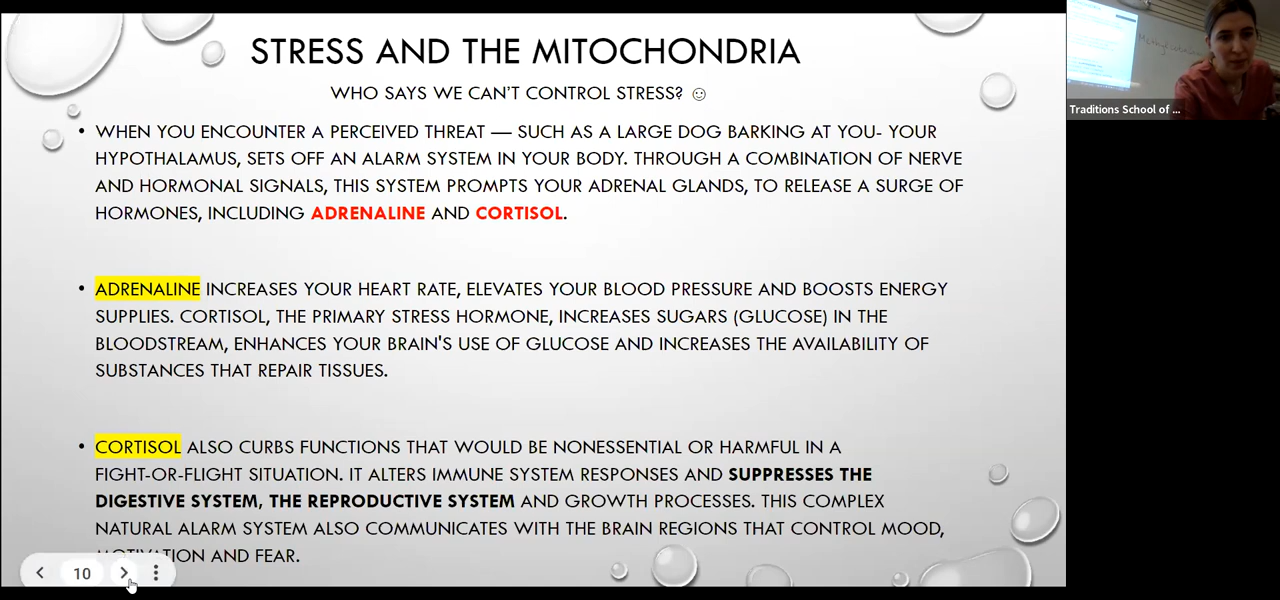 STRESS AND THE MITOCHONDRIA
WHO SAYS WE CAN'T CONTROL STRESS? ☺
• WHEN YOU ENCOUNTER A PERCEIVED THREAT — SUCH AS A LARGE DOG BARKING AT YOU- YOUR
HYPOTHALAMUS, SETS OFF AN ALARM SYSTEM IN YOUR BODY. THROUGH A COMBINATION OF NERVE
AND HORMONAL SIGNALS, THIS SYSTEM PROMPTS YOUR ADRENAL GLANDS, TO RELEASE A SURGE OF
HORMONES, INCLUDING ADRENALINE AND CORTISOL.
• ADRENALINE INCREASES YOUR HEART RATE, ELEVATES YOUR BLOOD PRESSURE AND BOOSTS ENERGY
SUPPLIES. CORTISOL, THE PRIMARY STRESS HORMONE, INCREASES SUGARS (GLUCOSE) IN THE
BLOODSTREAM, ENHANCES YOUR BRAIN'S USE OF GLUCOSE AND INCREASES THE AVAILABILITY OF
SUBSTANCES THAT REPAIR TISSUES.
• CORTISOL ALSO CURBS FUNCTIONS THAT WOULD BE NONESSENTIAL OR HARMFUL IN A
FIGHT-OR-FLIGHT SITUATION. IT ALTERS IMMUNE SYSTEM RESPONSES AND SUPPRESSES THE
DIGESTIVE SYSTEM, THE REPRODUCTIVE SYSTEM AND GROWTH PROCESSES. THIS COMPLEX
NATURAL ALARM SYSTEM ALSO COMMUNICATES WITH THE BRAIN REGIONS THAT CONTROL MOOD,
MOTIVATION AND FEAR.
10
Traditions School of ...